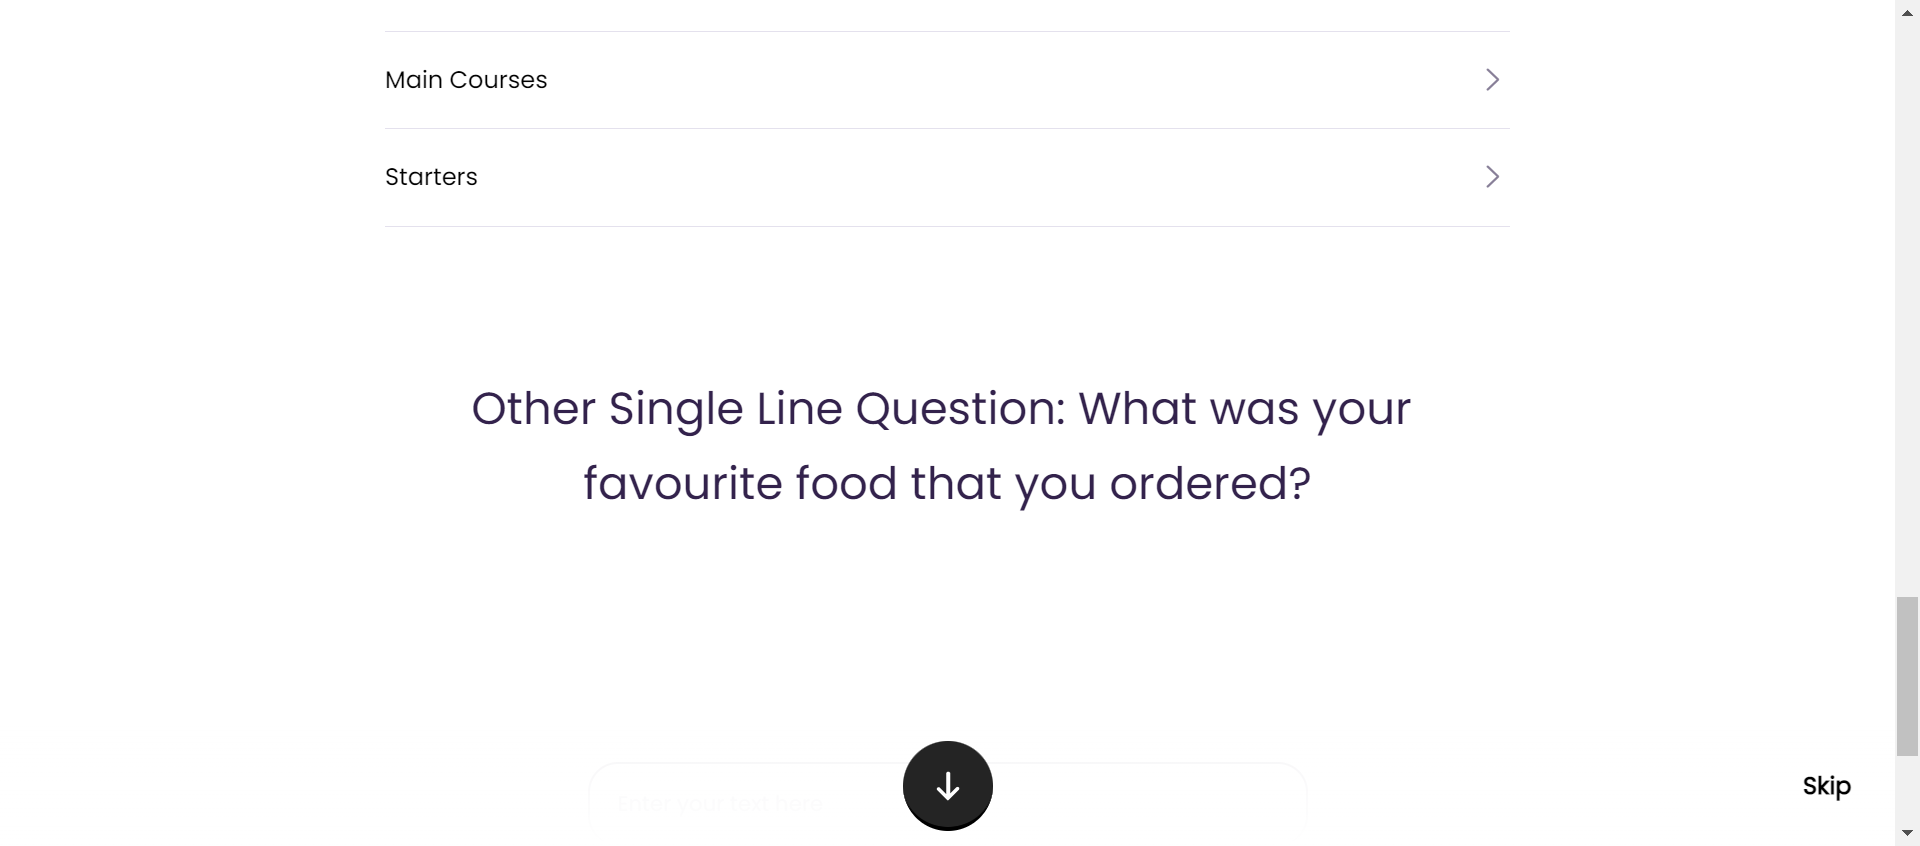 Main Courses
Starters
Other Single Line Question: What was your
favourite food that you ordered?
Enter your text here
Skip